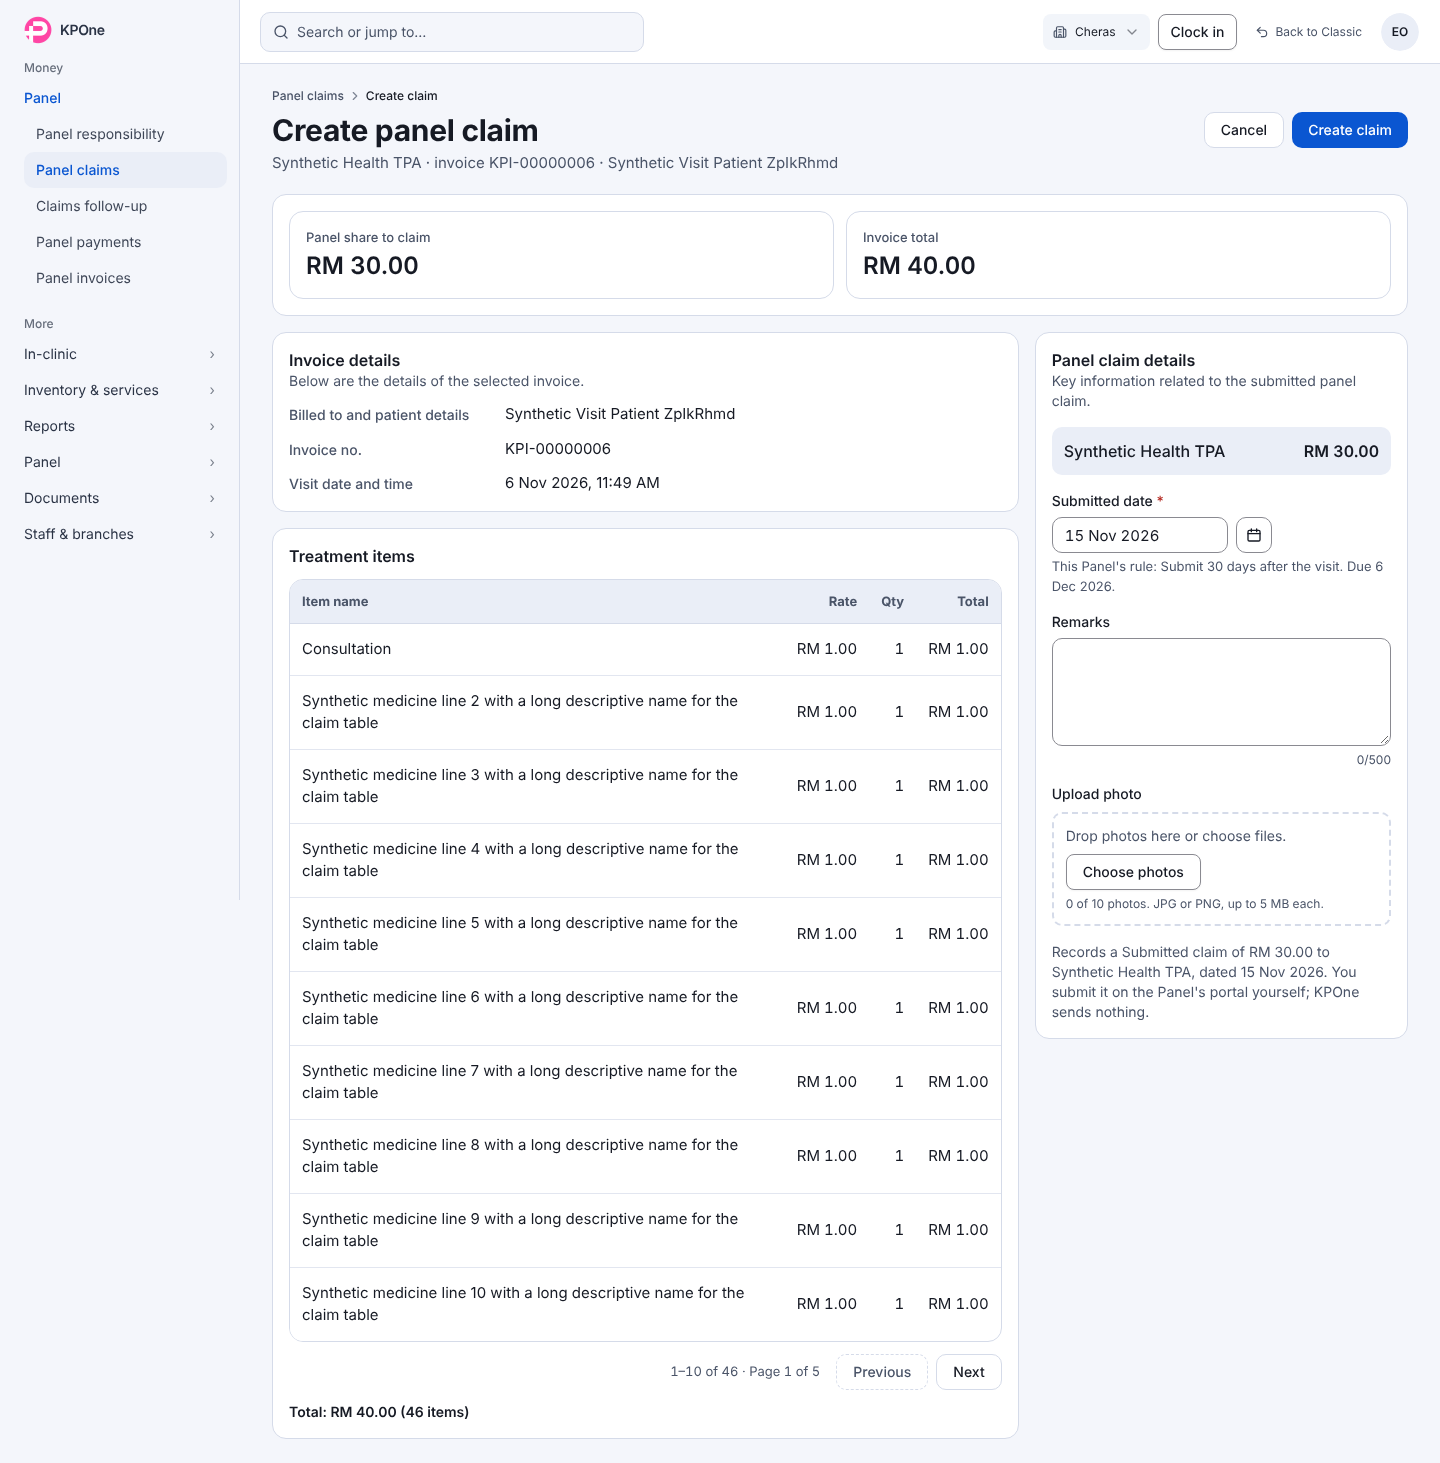 KPOne
Search or jump to...
Cheras
Clock in
Back to Classic
EO
Money
Panel
Panel responsibility
Panel claims
Claims follow-up
Panel payments
Panel invoices
More
In-clinic
Inventory & services
Reports
Panel
Documents
Staff & branches
Panel claims > Create claim
Create panel claim
Cancel
Create claim
Synthetic Health TPA · invoice KPI-00000006 · Synthetic Visit Patient ZpIkRhmd
Panel share to claim
RM 30.00
Invoice total
RM 40.00
Invoice details
Below are the details of the selected invoice.
Billed to and patient details Synthetic Visit Patient ZpIkRhmd
Invoice no. KPI-00000006
Visit date and time 6 Nov 2026, 11:49 AM
Treatment items
Item name Rate Qty Total
Consultation RM 1.00 1 RM 1.00
Synthetic medicine line 2 with a long descriptive name for the
claim table RM 1.00 1 RM 1.00
Synthetic medicine line 3 with a long descriptive name for the
claim table RM 1.00 1 RM 1.00
Synthetic medicine line 4 with a long descriptive name for the
claim table RM 1.00 1 RM 1.00
Synthetic medicine line 5 with a long descriptive name for the
claim table RM 1.00 1 RM 1.00
Synthetic medicine line 6 with a long descriptive name for the
claim table RM 1.00 1 RM 1.00
Synthetic medicine line 7 with a long descriptive name for the
claim table RM 1.00 1 RM 1.00
Synthetic medicine line 8 with a long descriptive name for the
claim table RM 1.00 1 RM 1.00
Synthetic medicine line 9 with a long descriptive name for the
claim table RM 1.00 1 RM 1.00
Synthetic medicine line 10 with a long descriptive name for the
claim table RM 1.00 1 RM 1.00
1–10 of 46 · Page 1 of 5
Previous
Next
Total: RM 40.00 (46 items)
Panel claim details
Key information related to the submitted panel
claim.
Synthetic Health TPA RM 30.00
Submitted date *
15 Nov 2026
This Panel's rule: Submit 30 days after the visit. Due 6
Dec 2026.
Remarks
0/500
Upload photo
Drop photos here or choose files.
Choose photos
0 of 10 photos. JPG or PNG, up to 5 MB each.
Records a Submitted claim of RM 30.00 to
Synthetic Health TPA, dated 15 Nov 2026. You
submit it on the Panel's portal yourself; KPOne
sends nothing.